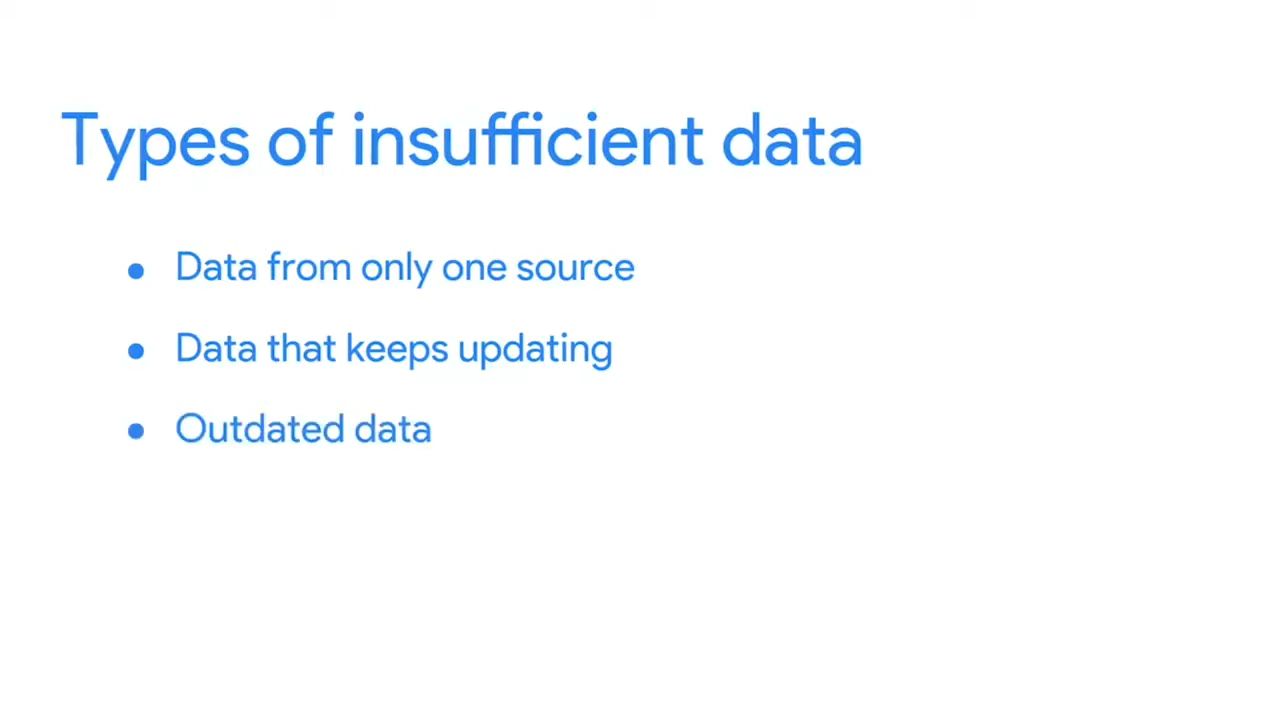 Types of insufficient data
● Data from only one source
● Data that keeps updating
● Outdated data